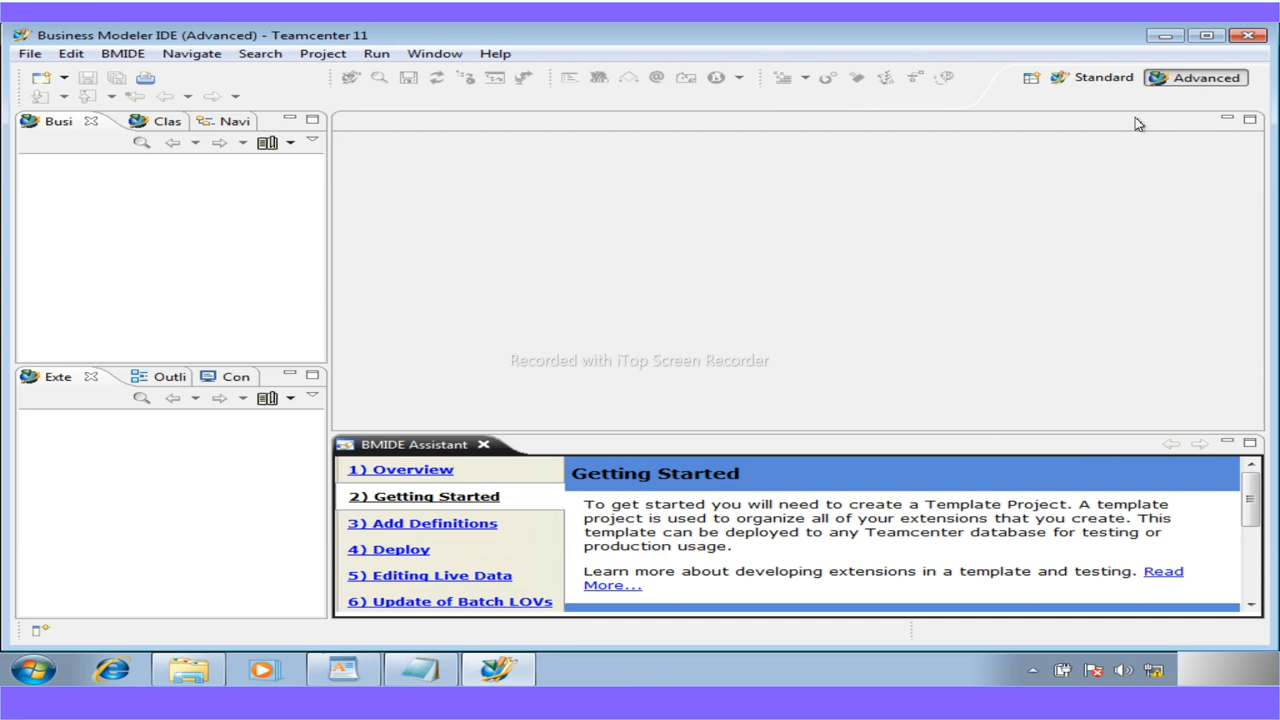 Business Modeler IDE (Advanced) - Teamcenter 11
File Edit BMIDE Navigate Search Project Run Window Help
Standard Advanced
Busi Clas Navi
Recorded with iTop Screen Recorder
Exte Outli Con
BMIDE Assistant
1) Overview
2) Getting Started
3) Add Definitions
4) Deploy
5) Editing Live Data
6) Update of Batch LOVs
Getting Started
To get started you will need to create a Template Project. A template
project is used to organize all of your extensions that you create. This
template can be deployed to any Teamcenter database for testing or
production usage.
Learn more about developing extensions in a template and testing. Read
More...